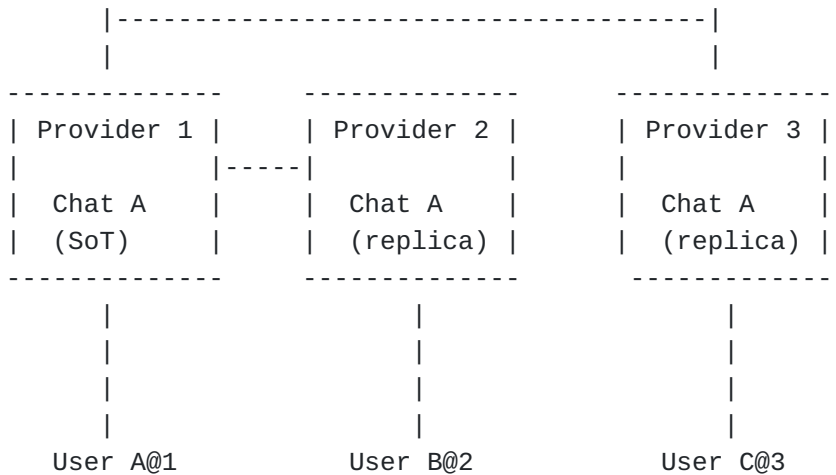 Provider 1 Provider 2 Provider 3
Chat A Chat A Chat A
(SoT) (replica) (replica)
User A@1 User B@2 User C@3